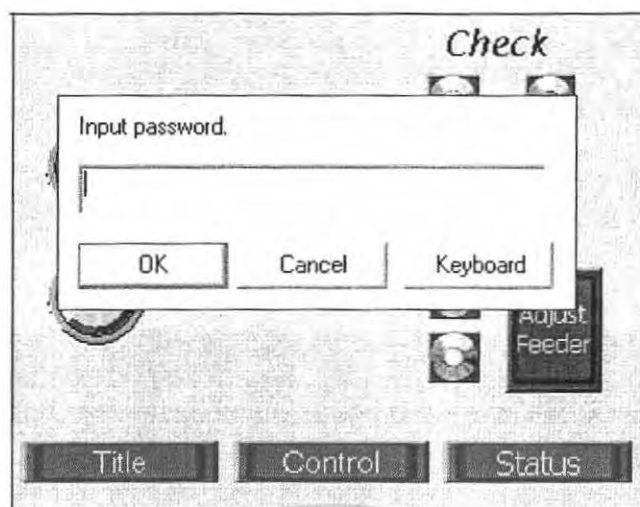 Check
Input password.
OK Cancel Keyboard
Adjust
Feeder
Title Control Status